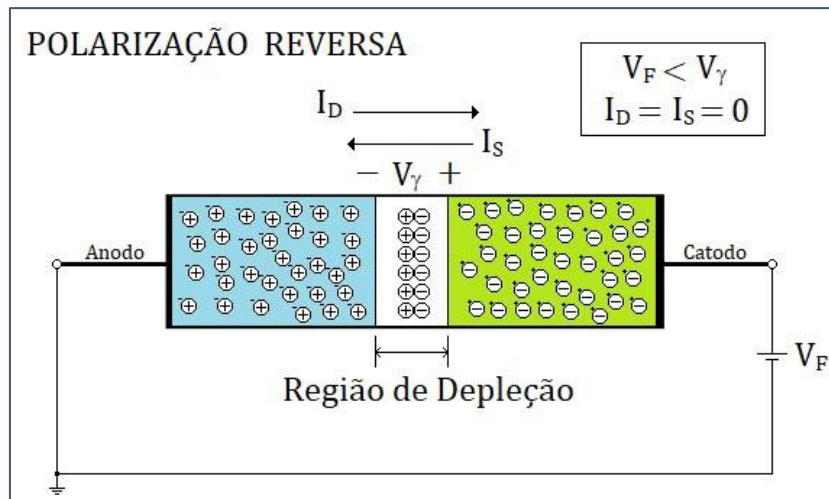 POLARIZAÇÃO REVERSA
V_F < V_γ
I_D = I_S = 0
I_D
I_S
− V_γ +
Anodo
Catodo
V_F
Região de Depleção